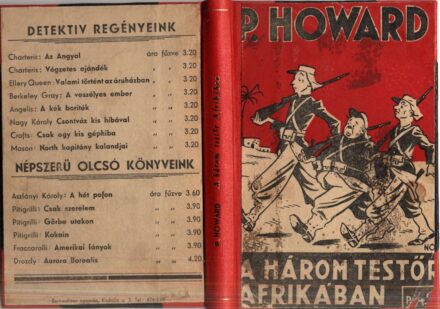 DETEKTIV REGÉNYEINK
Charteris: Az Angyal ára fűzve 3.20
Charteris: Végzetes ajándék " " 3.20
Ellery Queen: Valami történt az áruházban " " 3.20
Berkeley Gray: A veszélyes ember " " 3.20
Angelis: A kék boríték " " 3.20
Nagy Károly Csontváz kis hibával " " 3.20
Crofts: Csak egy kis géphiba " " 3.20
Mason: North kapitány kalandjai " " 3.20
NÉPSZERŰ OLCSÓ KÖNYVEINK
Aszlányi Károly: A hét pofon ára fűzve 3.60
Pitigrilli: Csak szerelem " " 3.90
Pitigrilli: Görbe utakon " " 3.90
Pitigrilli: Kokain " " 3.90
Fraccaroli: Amerikai lányok " " 3.90
Drozdy: Aurora Borealis " " 4.20
P. HOWARD A három testőr Afrikában
P. HOWARD
A HÁROM TESTŐR
AFRIKÁBAN